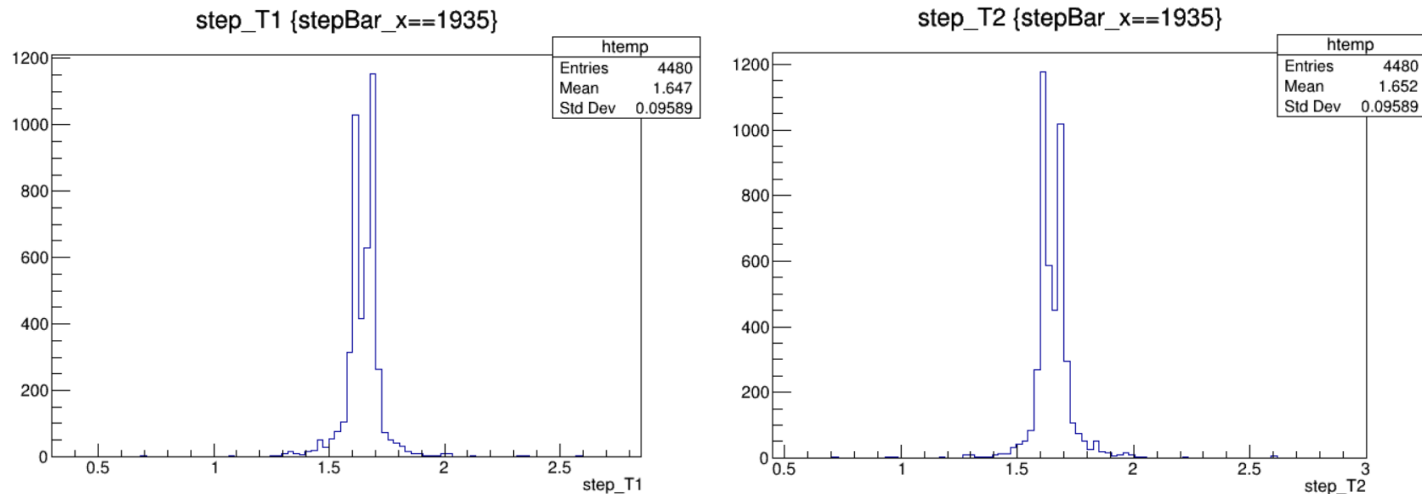 step_T1 {stepBar_x==1935}
htemp
Entries 4480
Mean 1.647
Std Dev 0.09589
1200
1000
800
600
400
200
0
0.5 1 1.5 2 2.5
step_T1
step_T2 {stepBar_x==1935}
htemp
Entries 4480
Mean 1.652
Std Dev 0.09589
1200
1000
800
600
400
200
0
0.5 1 1.5 2 2.5 3
step_T2